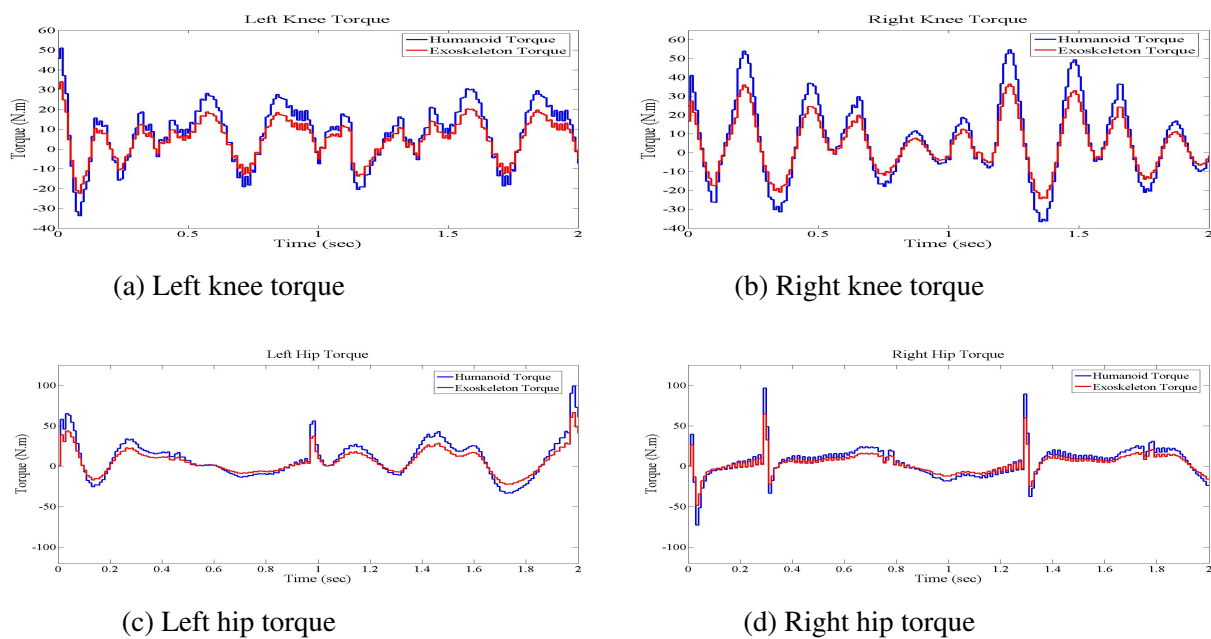 Left Knee Torque
60
50
40
30
20
10
0
-10
-20
-30
-40
Torque (N.m)
Humanoid Torque
Exoskeleton Torque
0 0.5 1 1.5 2
Time (sec)
(a) Left knee torque
Right Knee Torque
60
50
40
30
20
10
0
-10
-20
-30
-40
Torque (N.m)
Humanoid Torque
Exoskeleton Torque
0 0.5 1 1.5 2
Time (sec)
(b) Right knee torque
Left Hip Torque
100
50
0
-50
-100
Torque (N.m)
Humanoid Torque
Exoskeleton Torque
0 0.2 0.4 0.6 0.8 1 1.2 1.4 1.6 1.8 2
Time (sec)
(c) Left hip torque
Right Hip Torque
100
50
0
-50
-100
Torque (N.m)
Humanoid Torque
Exoskeleton Torque
0 0.2 0.4 0.6 0.8 1 1.2 1.4 1.6 1.8 2
Time (sec)
(d) Right hip torque